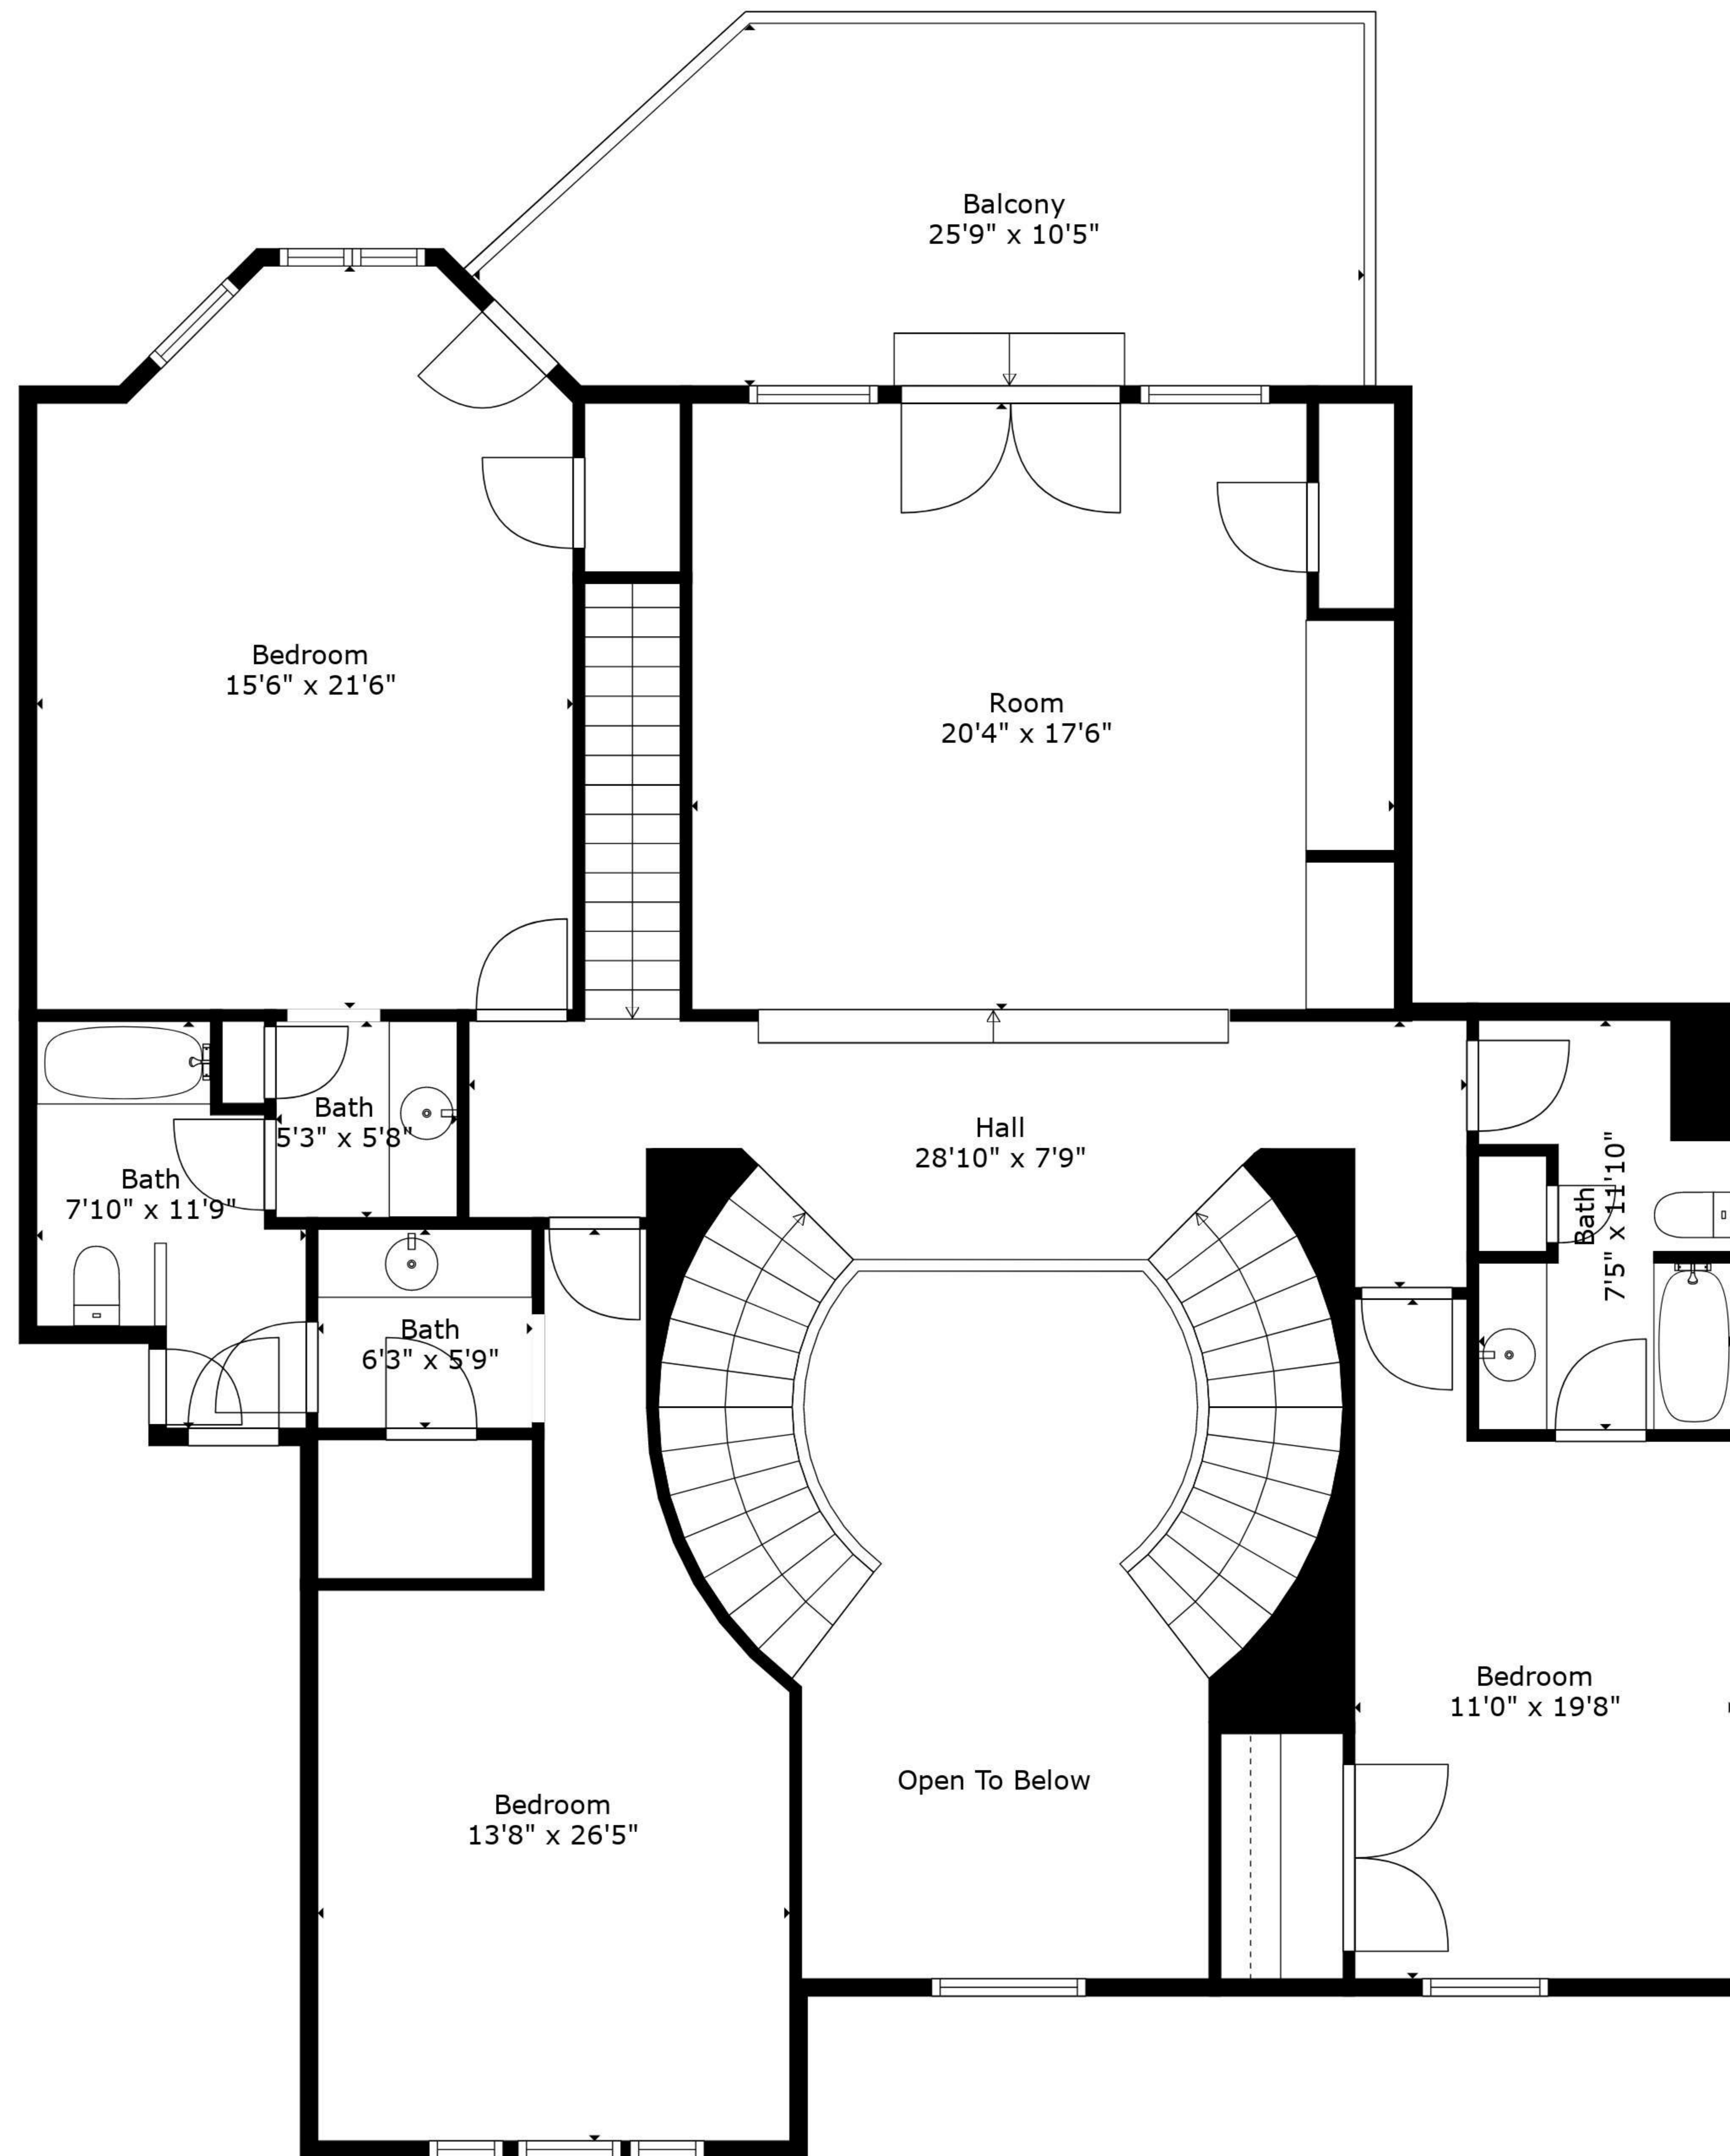 Balcony
25'9" x 10'5"
Bedroom
15'6" x 21'6"
Room
20'4" x 17'6"
Bath
5'3" x 5'8"
Hall
28'10" x 7'9"
Bath
7'10" x 11'9"
Bath
7'5" x 11'10"
Bath
6'3" x 5'9"
Bedroom
11'0" x 19'8"
Open To Below
Bedroom
13'8" x 26'5"